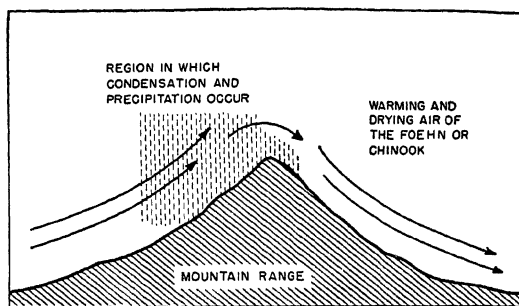 REGION IN WHICH
CONDENSATION AND
PRECIPITATION OCCUR
WARMING AND
DRYING AIR OF
THE FOEHN OR
CHINOOK
MOUNTAIN RANGE